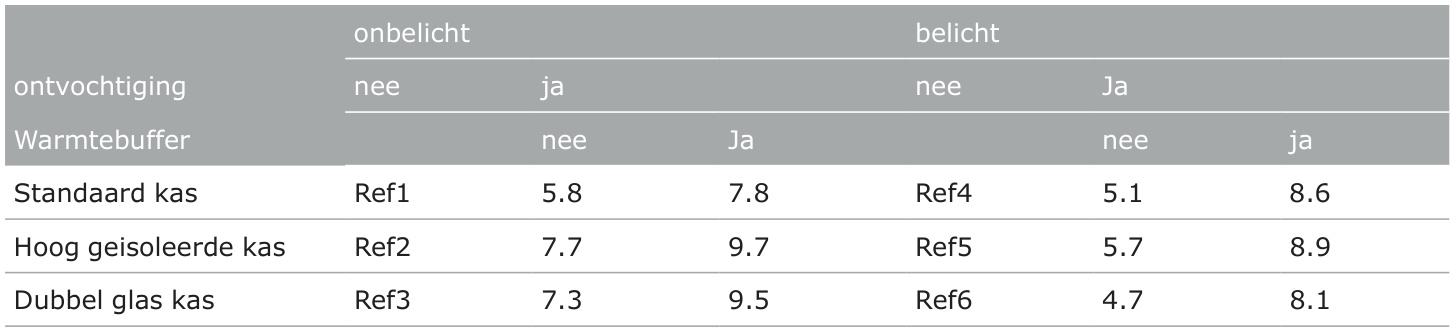 onbelicht belicht
ontvochtiging nee ja nee Ja
Warmtebuffer nee Ja nee ja
Standaard kas Ref1 5.8 7.8 Ref4 5.1 8.6
Hoog geisoleerde kas Ref2 7.7 9.7 Ref5 5.7 8.9
Dubbel glas kas Ref3 7.3 9.5 Ref6 4.7 8.1